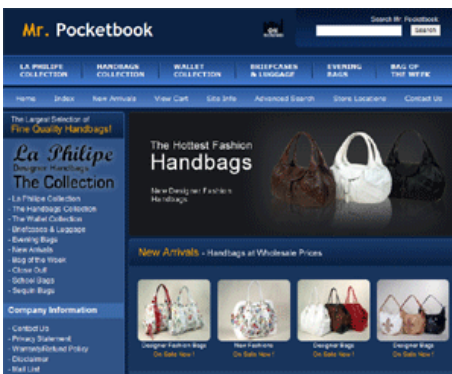 Mr. Pocketbook
Search Mr. Pocketbook:
Search
LA PHILIPE COLLECTION
HANDBAGS COLLECTION
WALLET COLLECTION
BRIEFCASES & LUGGAGE
EVENING BAGS
BAG OF THE WEEK
Home Index New Arrivals View Cart Site Info Advanced Search Store Locations Contact Us
The Largest Selection of
Fine Quality Handbags!
La Philipe
Designer Handbags
The Collection
- La Philipe Collection
- The Handbags Collection
- The Wallet Collection
- Briefcases & Luggage
- Evening Bags
- New Arrivals
- Bag of the Week
- Close Out!
- School Bags
- Sequin Bags
Company Information
- Contact Us
- Privacy Statement
- Warranty/Refund Policy
- Disclaimer
- Mail List
The Hottest Fashion
Handbags
New Designer Fashion
Handbags
New Arrivals - Handbags at Wholesale Prices
Designer Fashion Bags
On Sale Now !
New Fashions
On Sale Now !
Designer Bags
On Sale Now !
Designer Fashion Bags
On Sale Now !